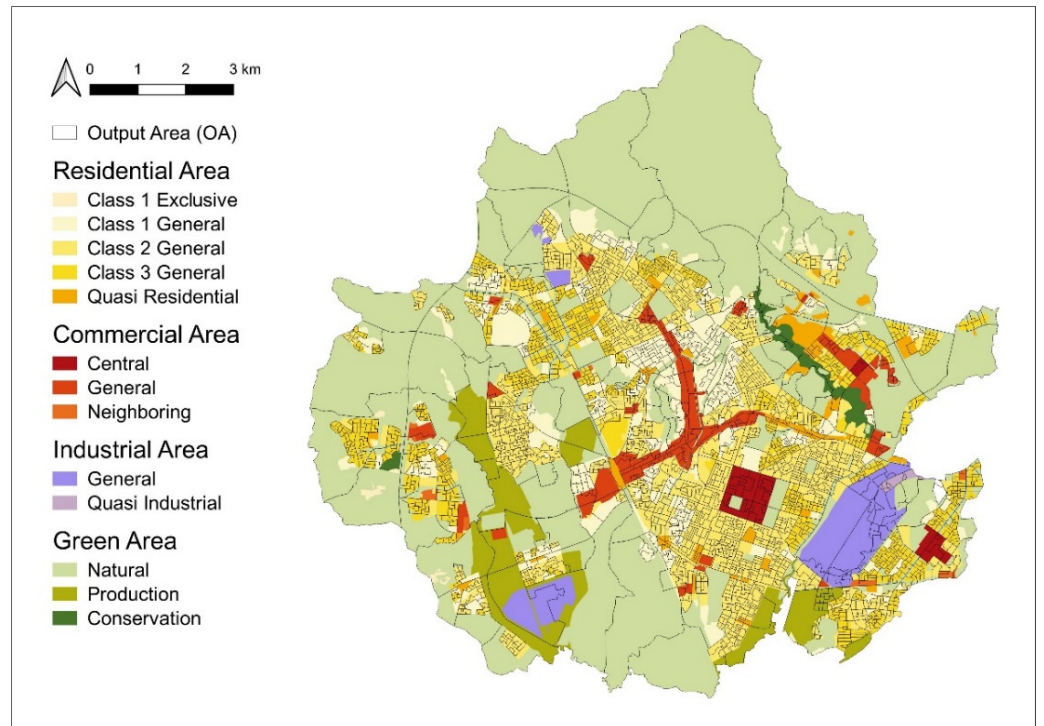 0 1 2 3 km
Output Area (OA)
Residential Area
Class 1 Exclusive
Class 1 General
Class 2 General
Class 3 General
Quasi Residential
Commercial Area
Central
General
Neighboring
Industrial Area
General
Quasi Industrial
Green Area
Natural
Production
Conservation